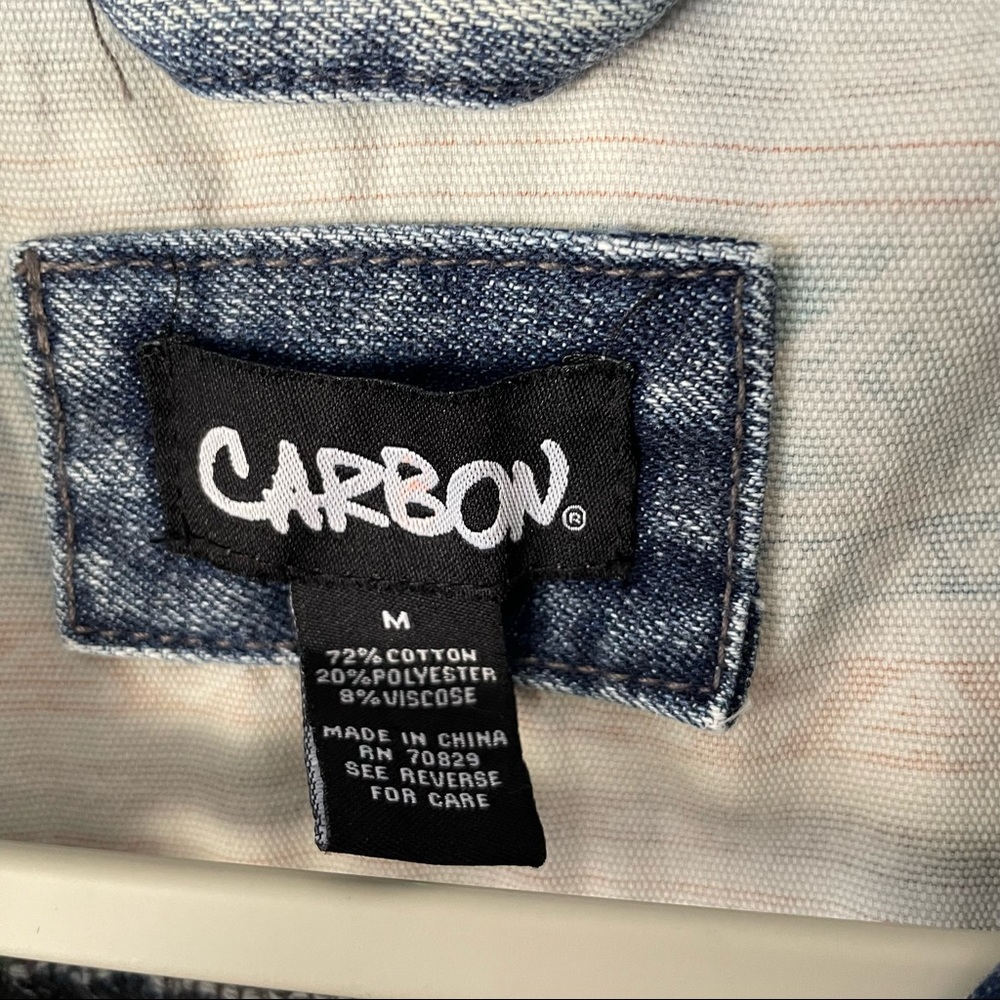 CARBON®
M
72% COTTON
20% POLYESTER
8% VISCOSE
MADE IN CHINA
RN 70829
SEE REVERSE
FOR CARE